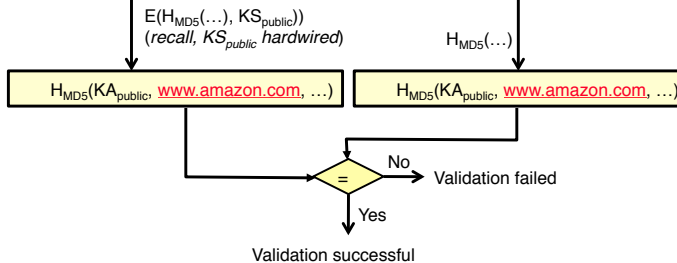 E(H_MD5(…), KS_public))
(recall, KS_public hardwired)
H_MD5(…)
H_MD5(KA_public, www.amazon.com, …)
H_MD5(KA_public, www.amazon.com, …)
=
No
Validation failed
Yes
Validation successful